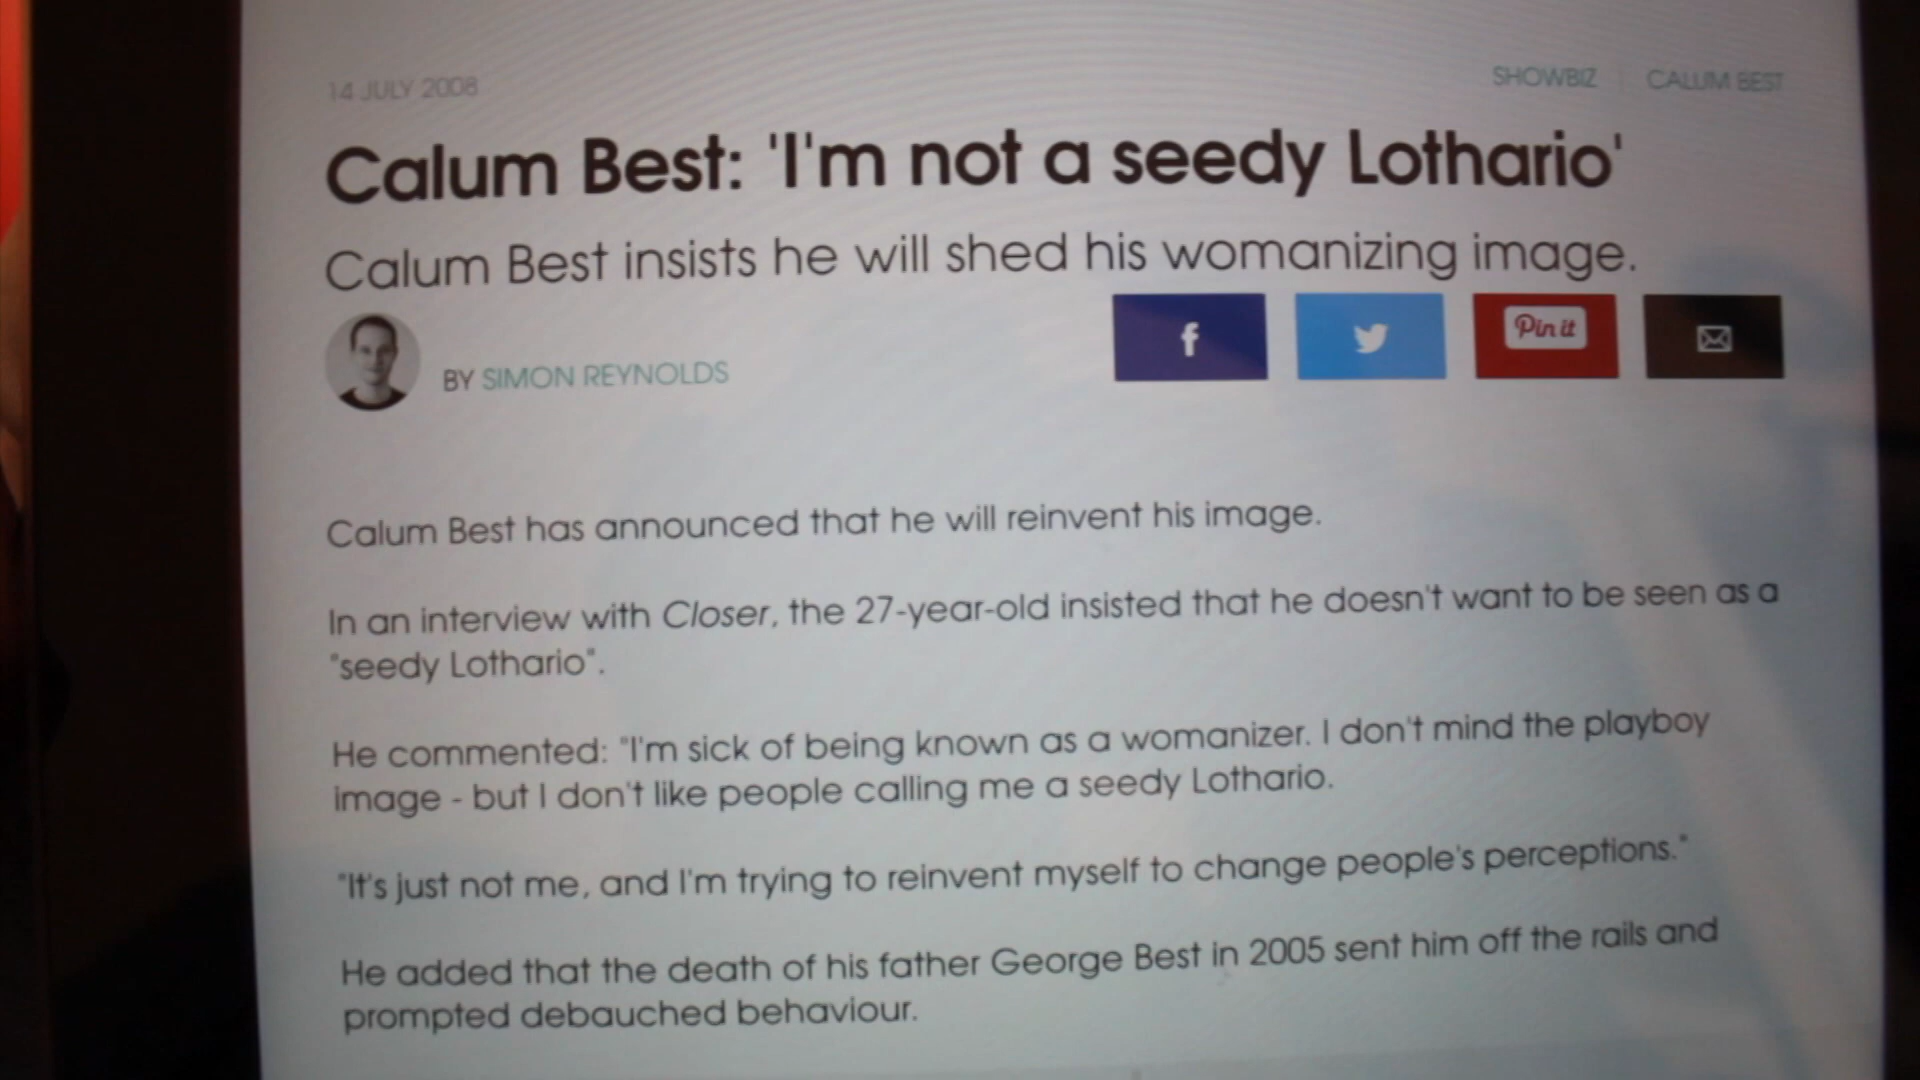 14 JULY 2008
SHOWBIZ CALUM BEST
Calum Best: 'I'm not a seedy Lothario'
Calum Best insists he will shed his womanizing image.
f
Pin it
BY SIMON REYNOLDS
Calum Best has announced that he will reinvent his image.
In an interview with Closer, the 27-year-old insisted that he doesn't want to be seen as a
"seedy Lothario".
He commented: "I'm sick of being known as a womanizer. I don't mind the playboy
image - but I don't like people calling me a seedy Lothario.
"It's just not me, and I'm trying to reinvent myself to change people's perceptions."
He added that the death of his father George Best in 2005 sent him off the rails and
prompted debauched behaviour.